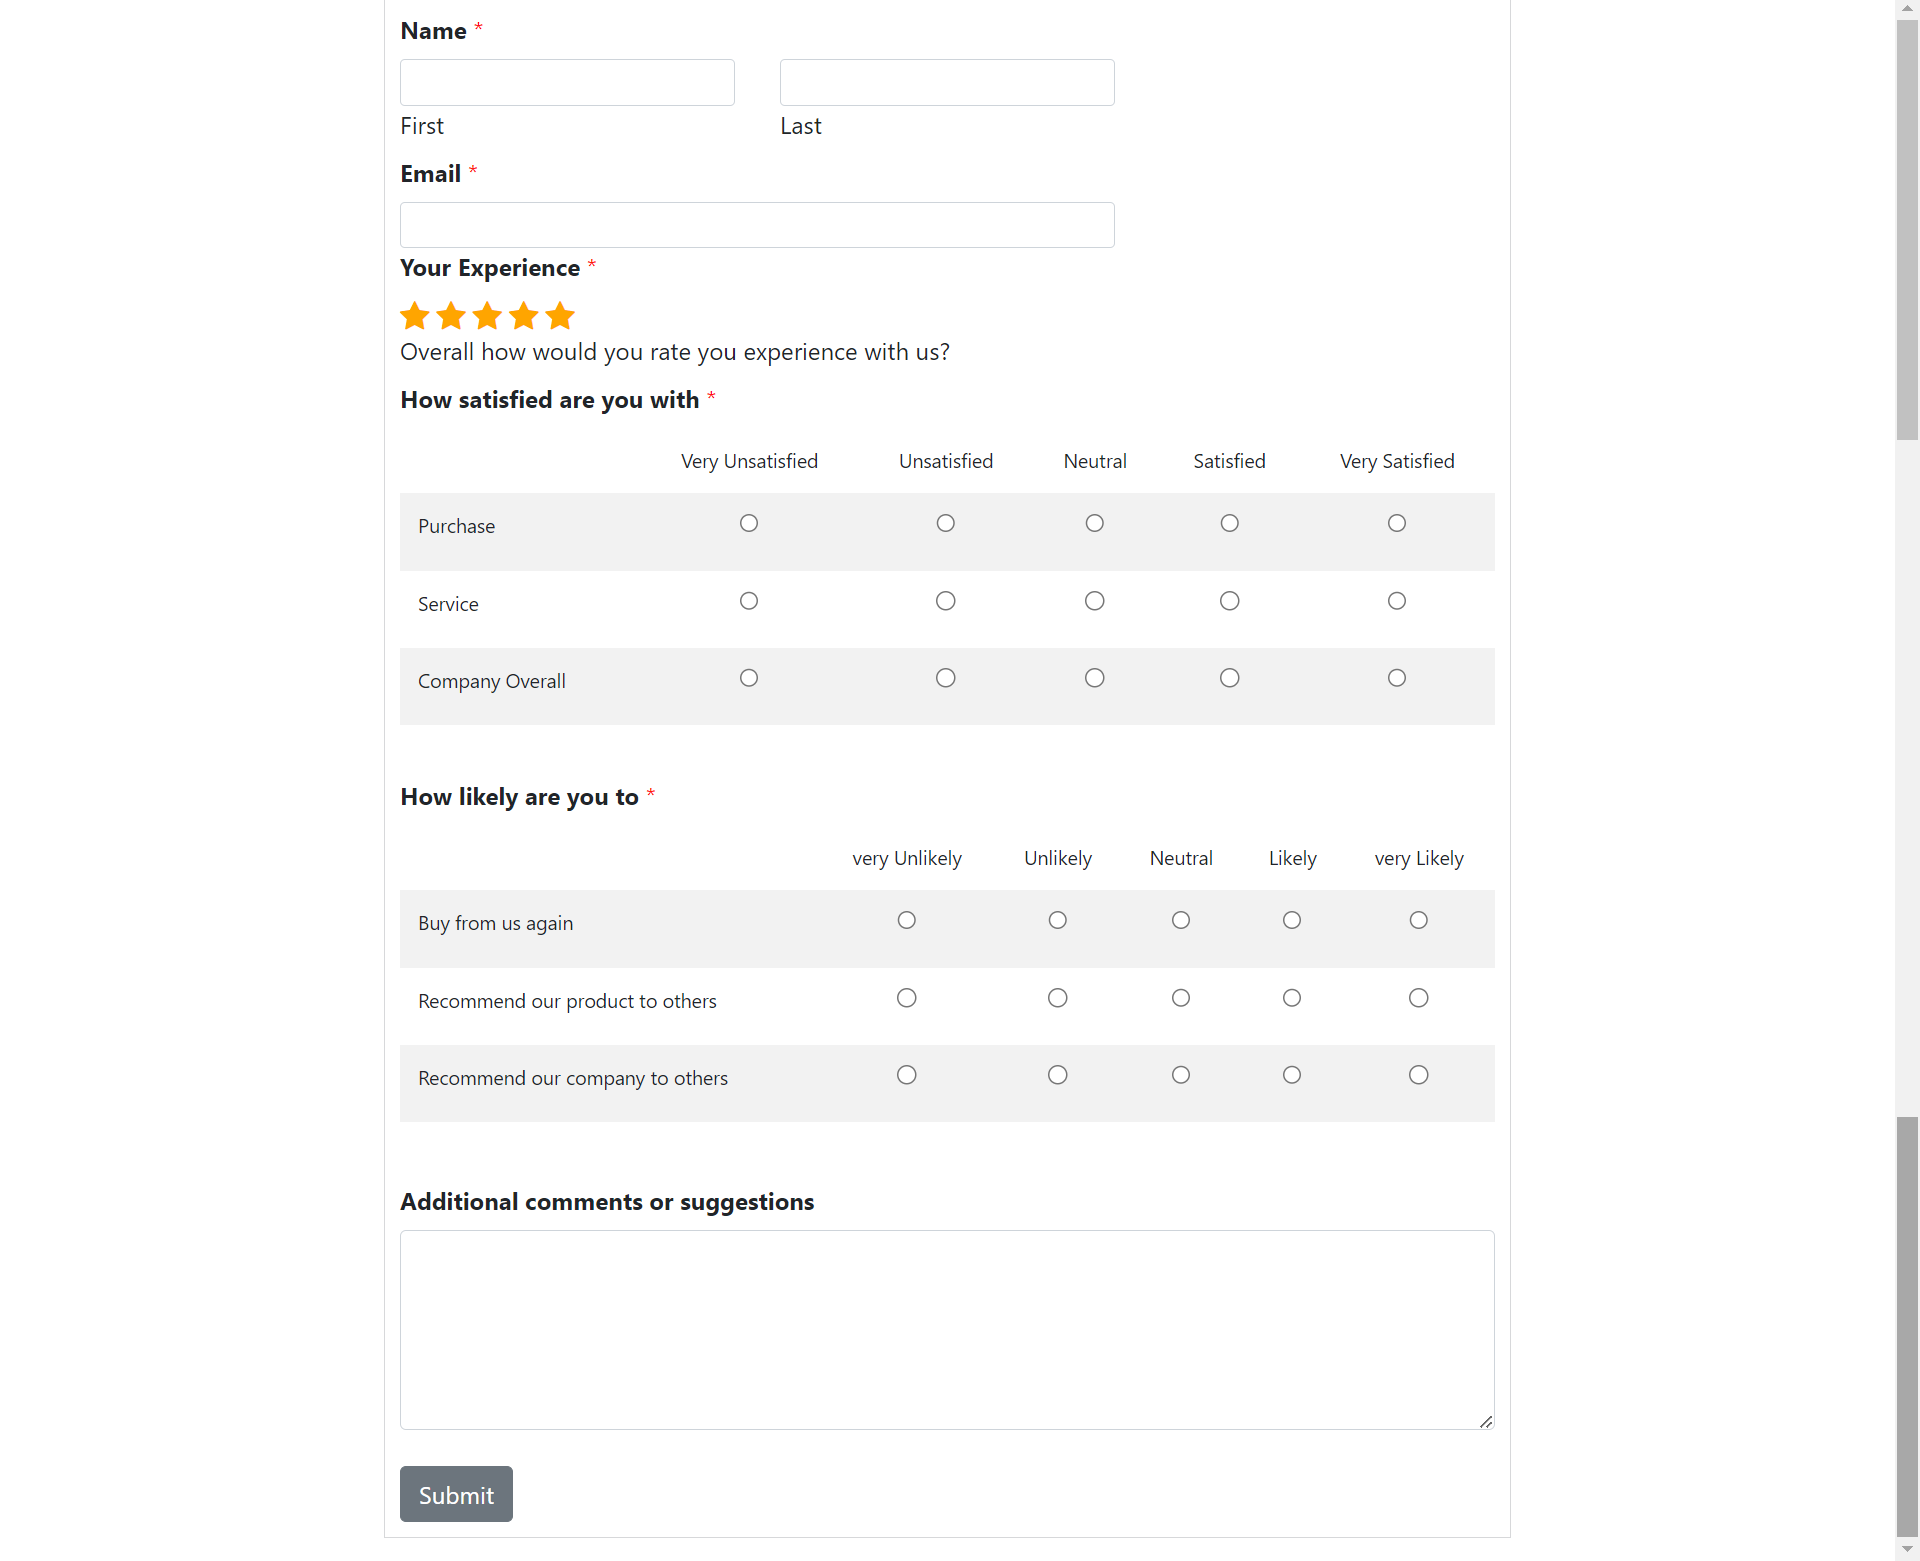 Name *
First Last
Email *
Your Experience *
Overall how would you rate you experience with us?
How satisfied are you with *
Very Unsatisfied Unsatisfied Neutral Satisfied Very Satisfied
Purchase
Service
Company Overall
How likely are you to *
very Unlikely Unlikely Neutral Likely very Likely
Buy from us again
Recommend our product to others
Recommend our company to others
Additional comments or suggestions
Submit